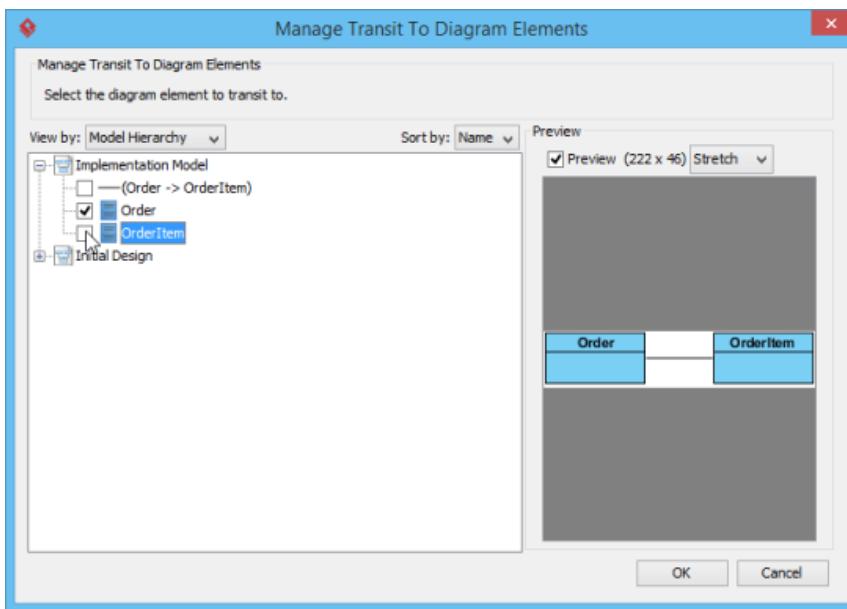 Manage Transit To Diagram Elements
Manage Transit To Diagram Elements
Select the diagram element to transit to.
View by: Model Hierarchy Sort by: Name
Preview
Preview (222 x 46) Stretch
Implementation Model
(Order -> OrderItem)
Order
OrderItem
Initial Design
Order OrderItem
OK Cancel